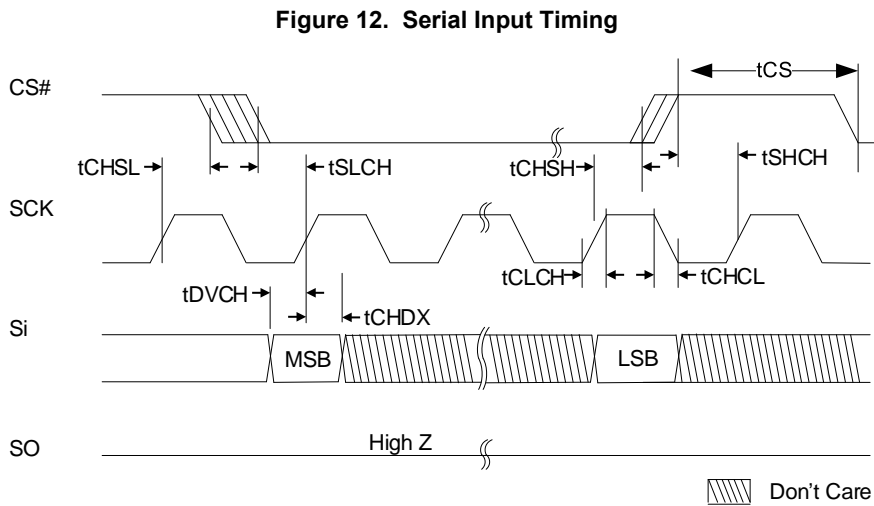 Figure 12. Serial Input Timing
tCS
CS#
tCHSL
tSLCH
tCHSH
tSHCH
SCK
tCLCH
tCHCL
tDVCH
tCHDX
Si
MSB
LSB
SO
High Z
Don't Care